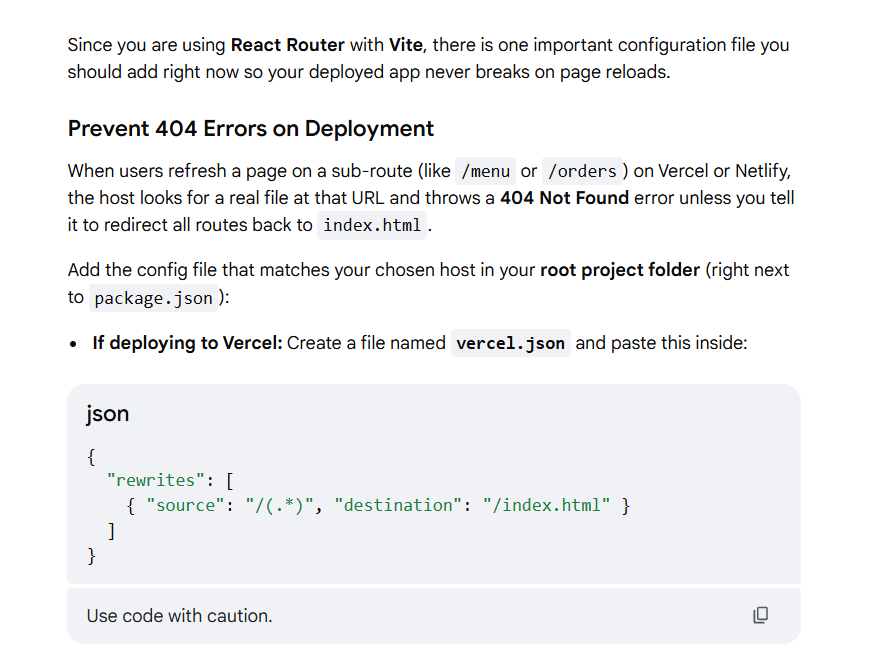 Since you are using React Router with Vite, there is one important configuration file you
should add right now so your deployed app never breaks on page reloads.
Prevent 404 Errors on Deployment
When users refresh a page on a sub-route (like /menu or /orders) on Vercel or Netlify,
the host looks for a real file at that URL and throws a 404 Not Found error unless you tell
it to redirect all routes back to index.html.
Add the config file that matches your chosen host in your root project folder (right next
to package.json):
• If deploying to Vercel: Create a file named vercel.json and paste this inside:
json
{
  "rewrites": [
    { "source": "/(.*)", "destination": "/index.html" }
  ]
}
Use code with caution.